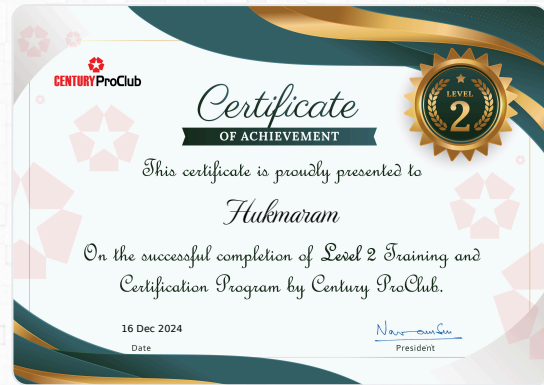 CENTURY ProClub
LEVEL
2
Certificate
OF ACHIEVEMENT
This certificate is proudly presented to
Hukmaram
On the successful completion of Level 2 Training and
Certification Program by Century ProClub.
16 Dec 2024
Date
President